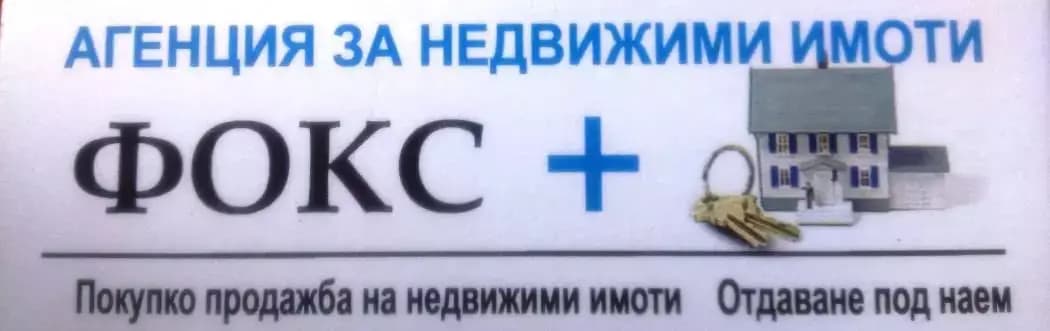 АГЕНЦИЯ ЗА НЕДВИЖИМИ ИМОТИ
ФОКС +
Покупко продажба на недвижими имоти Отдаване под наем